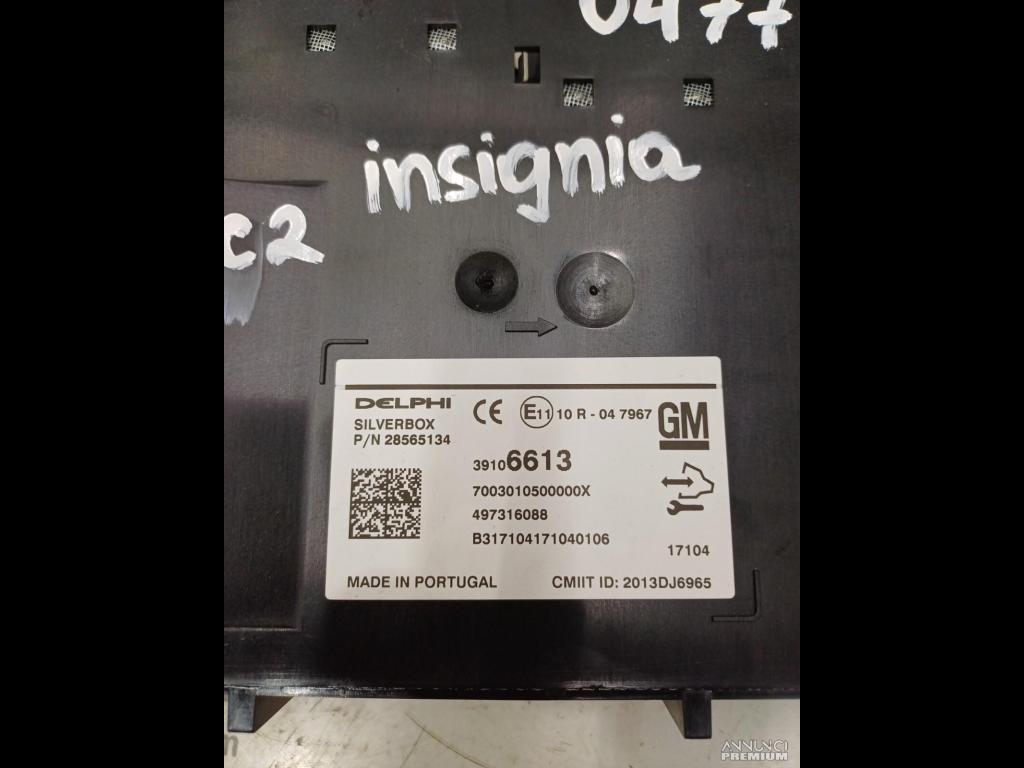 0477
insignia
c2
DELPHI
SILVERBOX
P/N 28565134
CE E11 10 R - 04 7967
GM
39106613
7003010500000X
497316088
B317104171040106
17104
MADE IN PORTUGAL
CMIIT ID: 2013DJ6965
ANNUNCI
PREMIUM